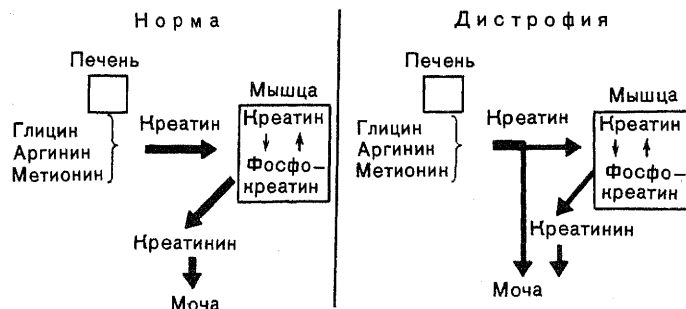 Норма
Печень
Мышца
Глицин
Аргинин
Метионин
Креатин
Креатин
Фосфо-
креатин
Креатинин
Моча
Дистрофия
Печень
Мышца
Глицин
Аргинин
Метионин
Креатин
Креатин
Фосфо-
креатин
Креатинин
Моча